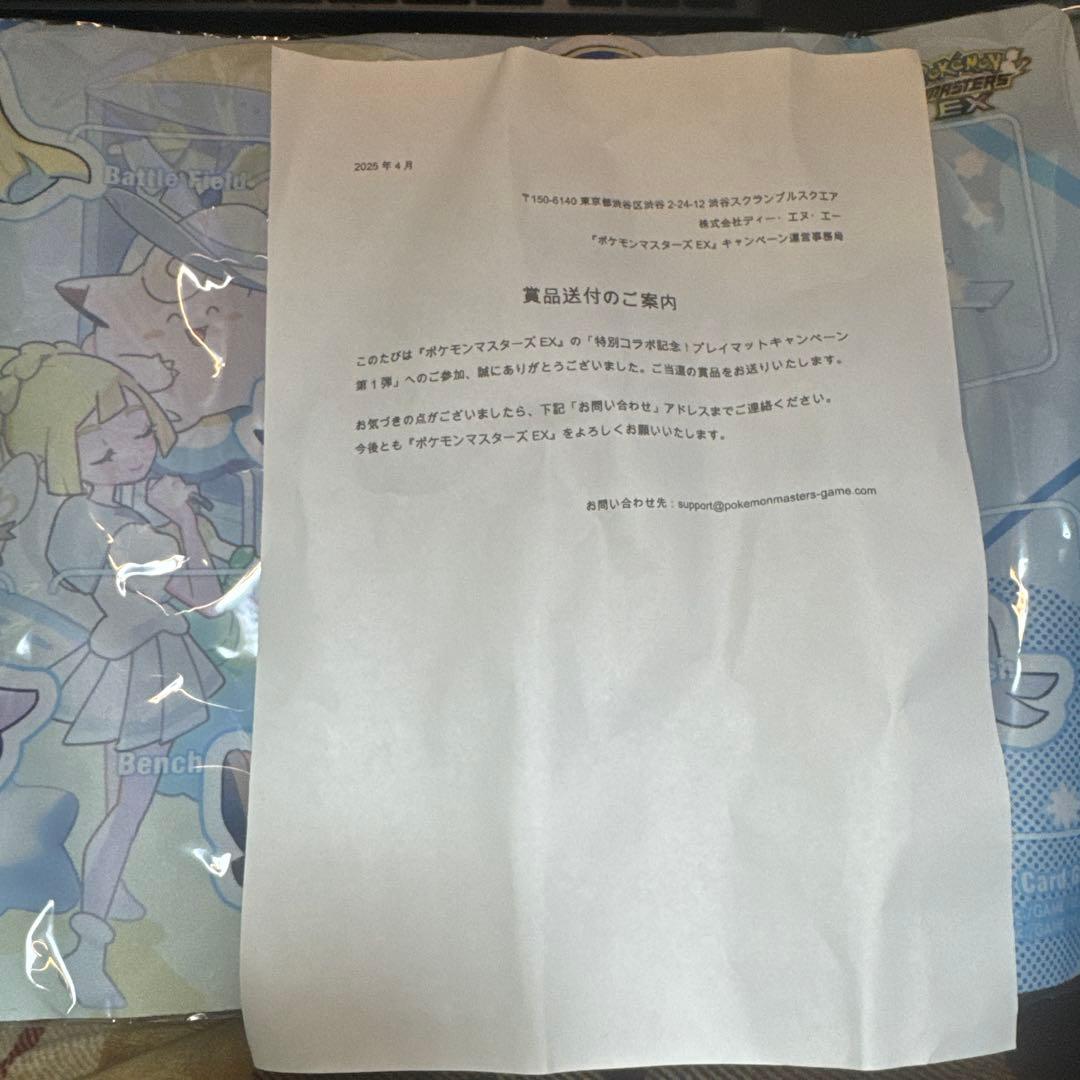 POKÉMON
MASTERS
EX
Battle Field
2025 年 4 月
〒150-6140 東京都渋谷区渋谷 2-24-12 渋谷スクランブルスクエア
株式会社ディー・エヌ・エー
『ポケモンマスターズ EX』キャンペーン運営事務局
賞品送付のご案内
このたびは『ポケモンマスターズ EX』の「特別コラボ記念！プレイマットキャンペーン
第 1 弾」へのご参加、誠にありがとうございました。ご当選の賞品をお送りいたします。
お気づきの点がございましたら、下記「お問い合わせ」アドレスまでご連絡ください。
今後とも『ポケモンマスターズ EX』をよろしくお願いいたします。
お問い合わせ先：support@pokemonmasters-game.com
Bench
Card
/GAME